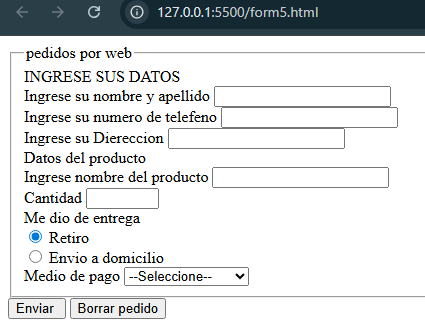 127.0.0.1:5500/form5.html
pedidos por web
INGRESE SUS DATOS
Ingrese su nombre y apellido
Ingrese su numero de telefeno
Ingrese su Diereccion
Datos del producto
Ingrese nombre del producto
Cantidad
Me dio de entrega
Retiro
Envio a domicilio
Medio de pago --Seleccione--
Enviar Borrar pedido